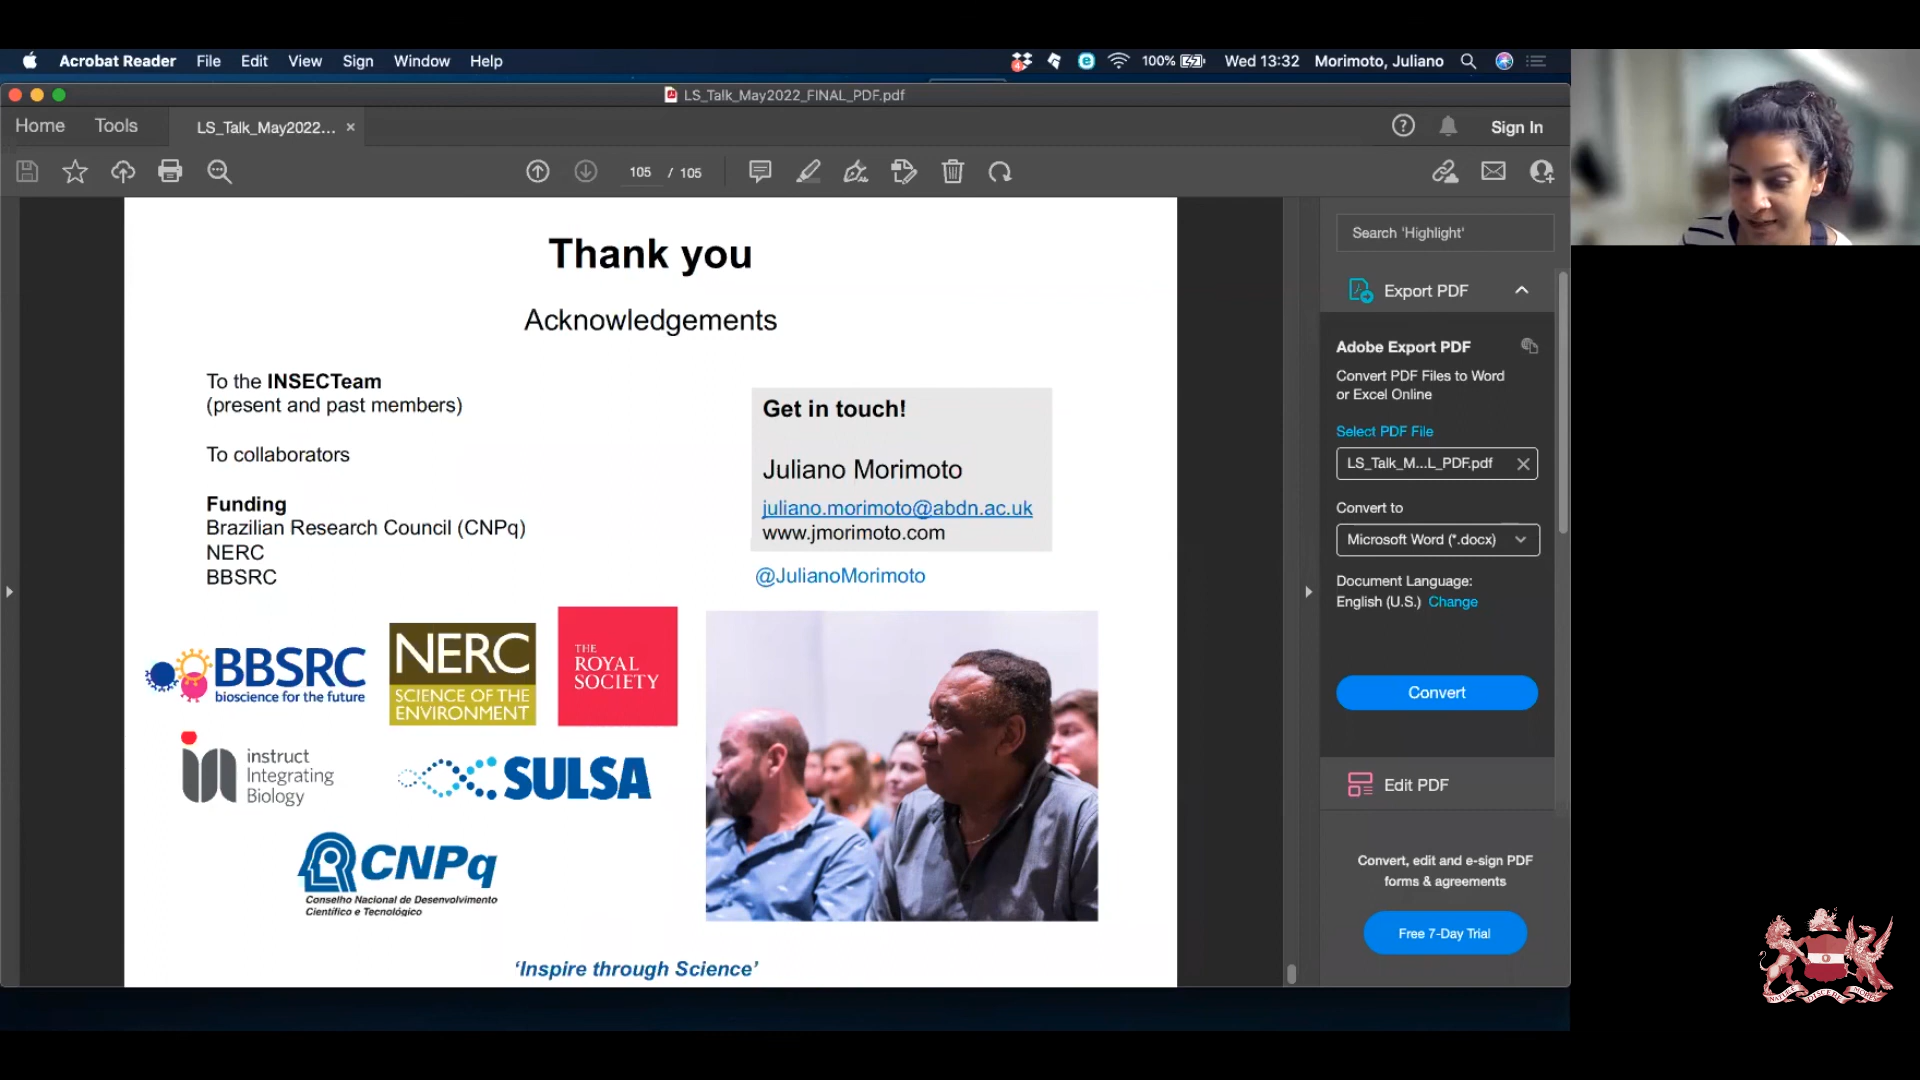 Acrobat Reader File Edit View Sign Window Help
4 100% Wed 13:32 Morimoto, Juliano
LS_Talk_May2022_FINAL_PDF.pdf
Home Tools LS_Talk_May2022... × Sign In
105 / 105
Search 'Highlight'
Export PDF
Adobe Export PDF
Convert PDF Files to Word
or Excel Online
Select PDF File
LS_Talk_M...L_PDF.pdf
Convert to
Microsoft Word (*.docx)
Document Language:
English (U.S.) Change
Convert
Edit PDF
Convert, edit and e-sign PDF
forms & agreements
Free 7-Day Trial
Thank you
Acknowledgements
To the INSECTeam
(present and past members)
To collaborators
Funding
Brazilian Research Council (CNPq)
NERC
BBSRC
Get in touch!
Juliano Morimoto
juliano.morimoto@abdn.ac.uk
www.jmorimoto.com
@JulianoMorimoto
BBSRC
bioscience for the future
NERC
SCIENCE OF THE
ENVIRONMENT
THE
ROYAL
SOCIETY
instruct
Integrating
Biology
SULSA
CNPq
Conselho Nacional de Desenvolvimento
Científico e Tecnológico
‘Inspire through Science’
NATURAE DISCERE MORES